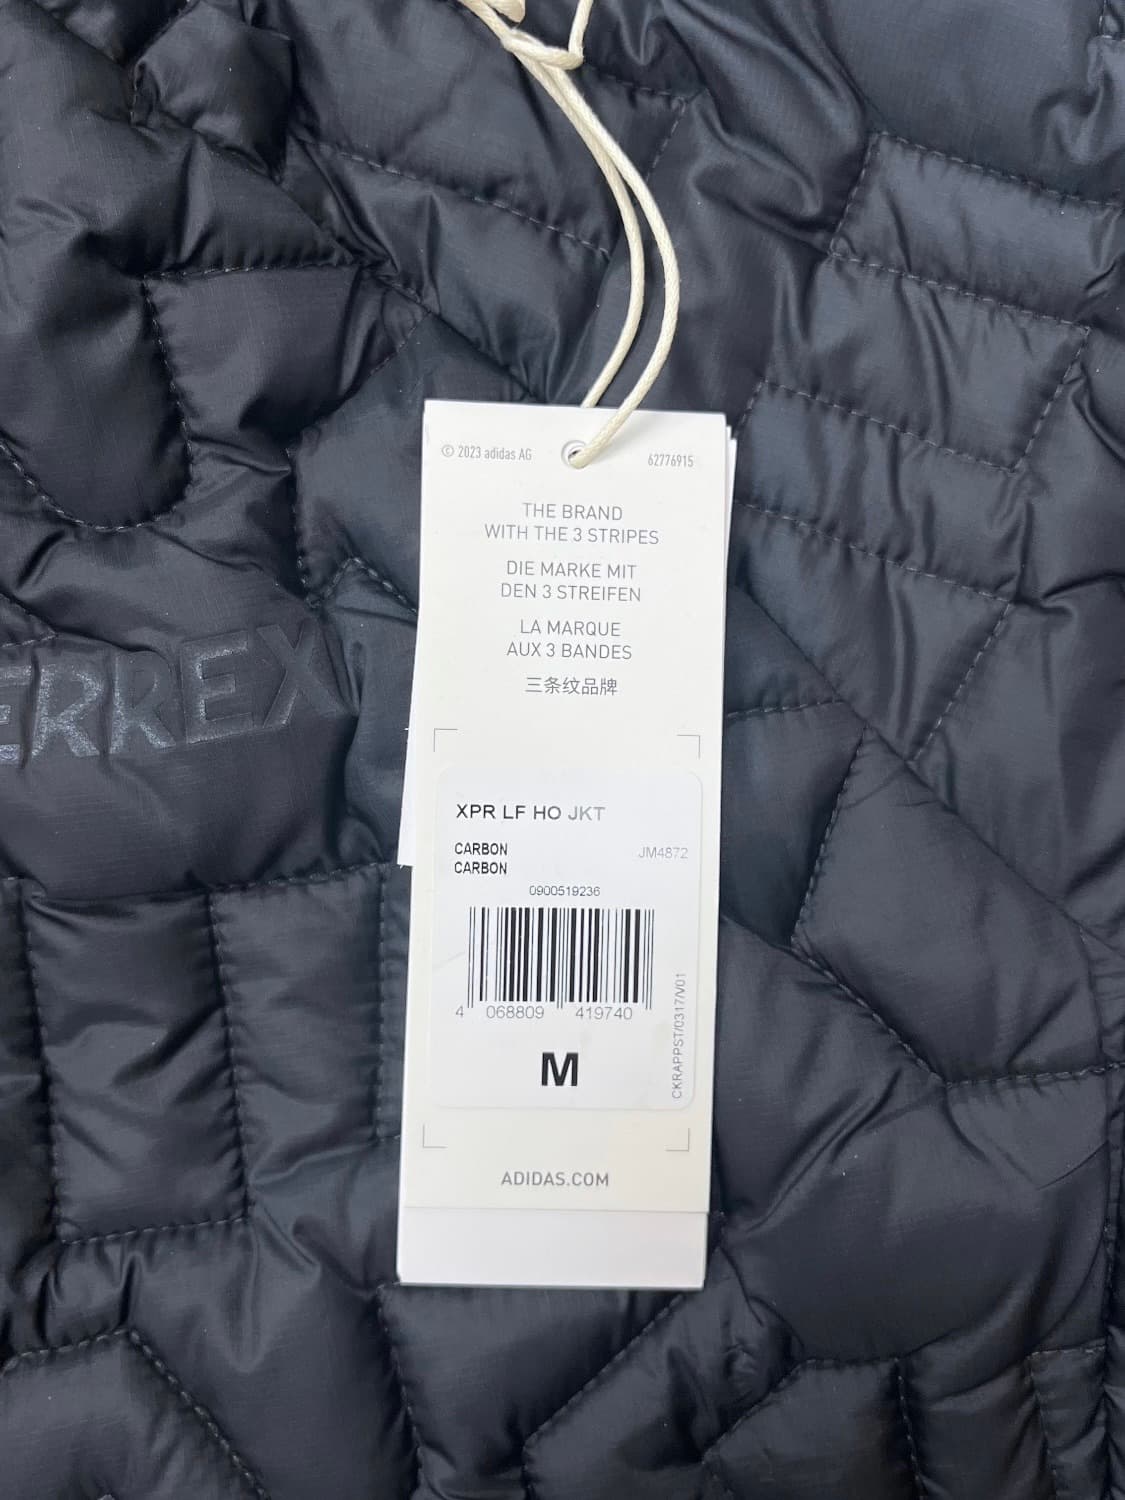 © 2023 adidas AG
62776915
THE BRAND
WITH THE 3 STRIPES
DIE MARKE MIT
DEN 3 STREIFEN
LA MARQUE
AUX 3 BANDES
三条纹品牌
ERREX
XPR LF HO JKT
CARBON
CARBON
JM4872
0900519236
4 068809 419740
M
CKRAPPST/0317/V01
ADIDAS.COM